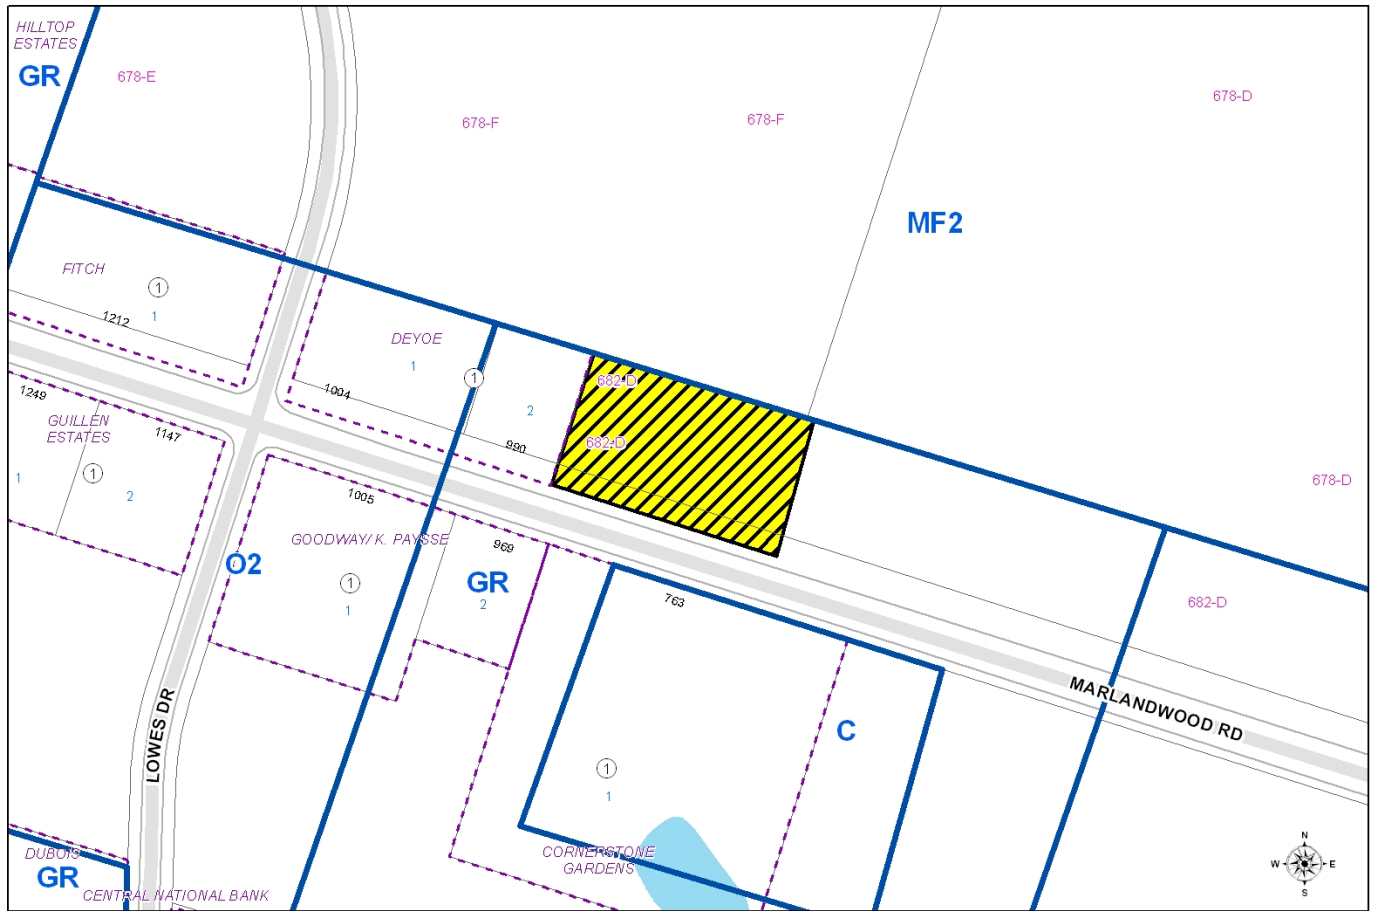 HILLTOP
ESTATES
GR
678-E
678-F
678-F
678-D
MF2
FITCH
1
1
1212
DEYOE
1
1
1004
2
990
682-D
682-D
678-D
1249
1147
GUILLEN
ESTATES
1
1
2
1005
GOODWAY/ K. PAYSSE
969
O2
1
1
GR
2
763
682-D
MARLANDWOOD RD
LOWES DR
C
1
1
CORNERSTONE
GARDENS
DUBOIS
GR
CENTRAL NATIONAL BANK
N
W
E
S